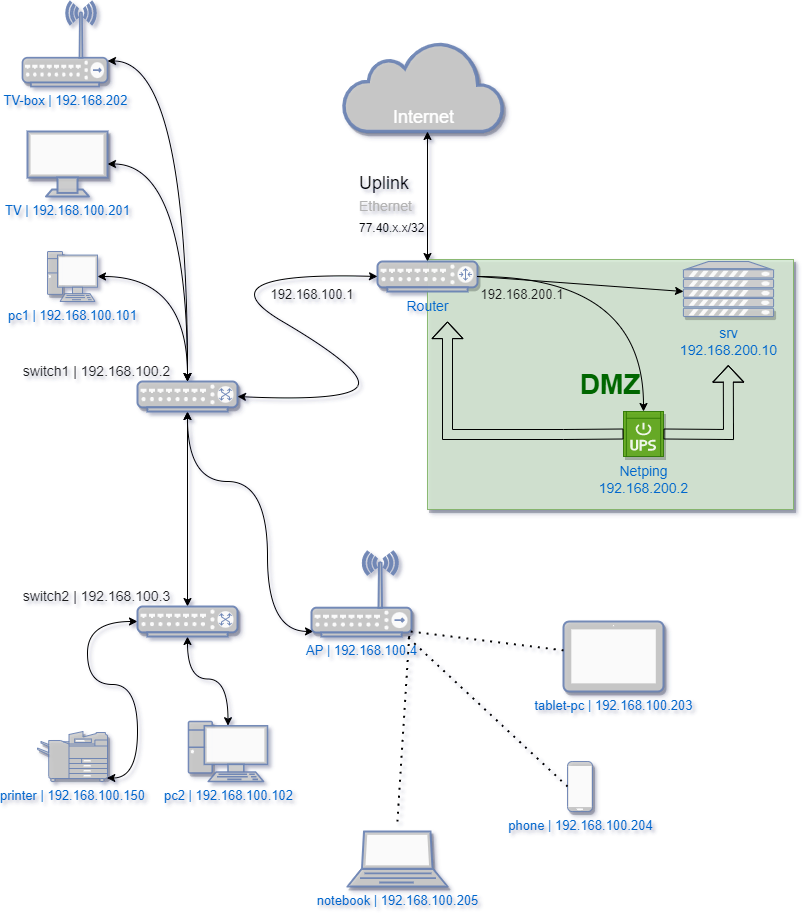 TV-box | 192.168.202
Internet
Uplink
Ethernet
77.40.x.x/32
TV | 192.168.100.201
pc1 | 192.168.100.101
192.168.100.1
192.168.200.1
Router
srv
192.168.200.10
switch1 | 192.168.100.2
DMZ
UPS
Netping
192.168.200.2
switch2 | 192.168.100.3
AP | 192.168.100.4
tablet-pc | 192.168.100.203
printer | 192.168.100.150
pc2 | 192.168.100.102
phone | 192.168.100.204
notebook | 192.168.100.205